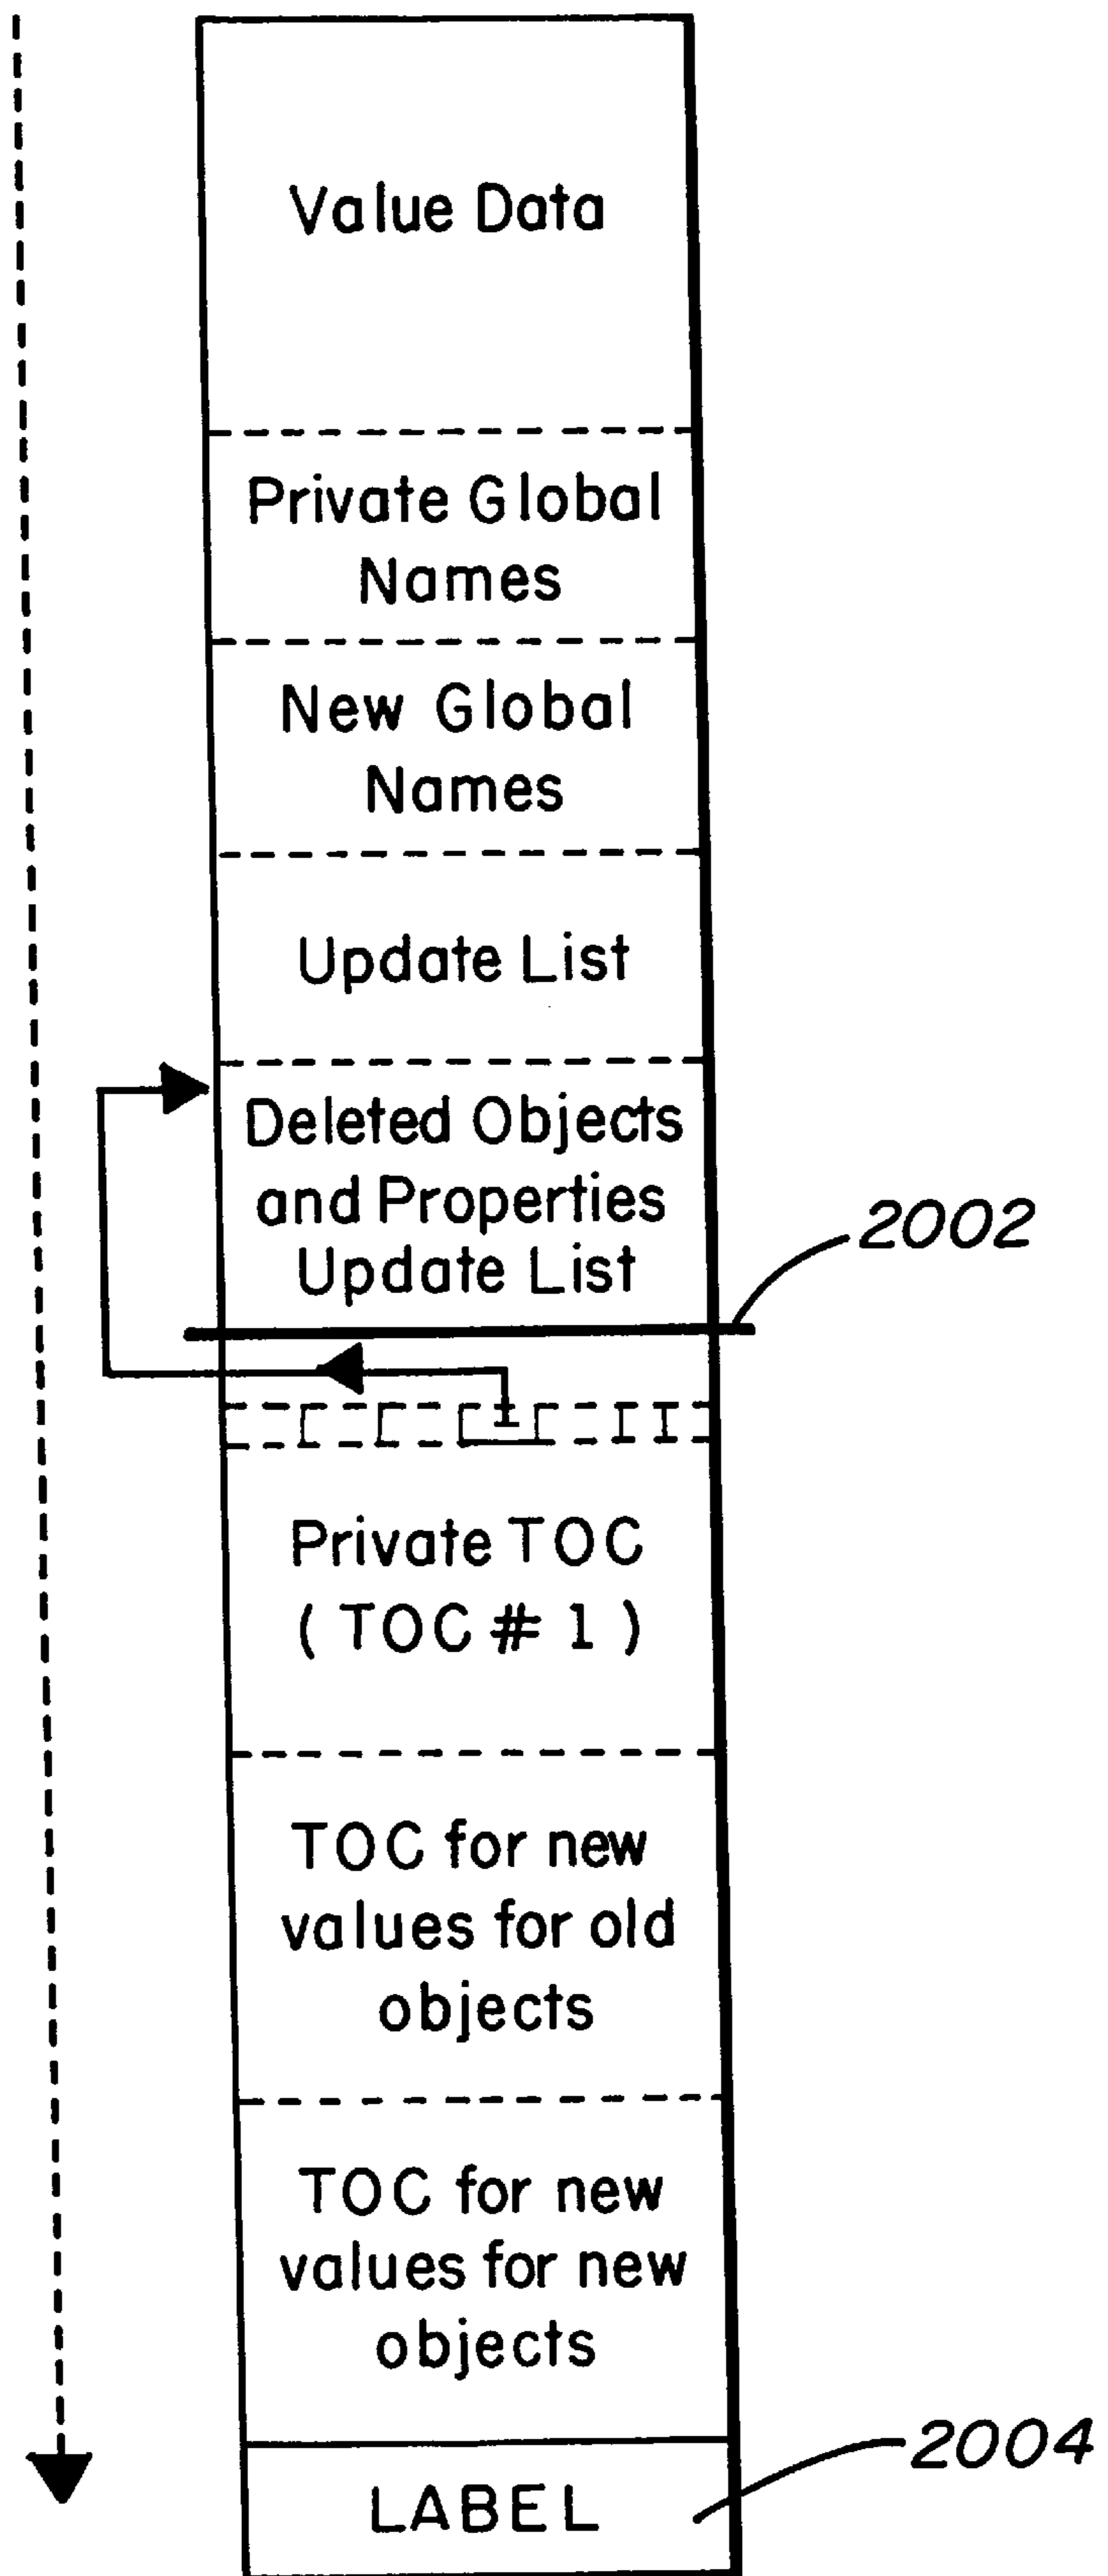 Value Data
Private Global
Names
New Global
Names
Update List
Deleted Objects
and Properties
Update List
2002
Private TOC
( TOC # 1 )
TOC for new
values for old
objects
TOC for new
values for new
objects
2004
LABEL